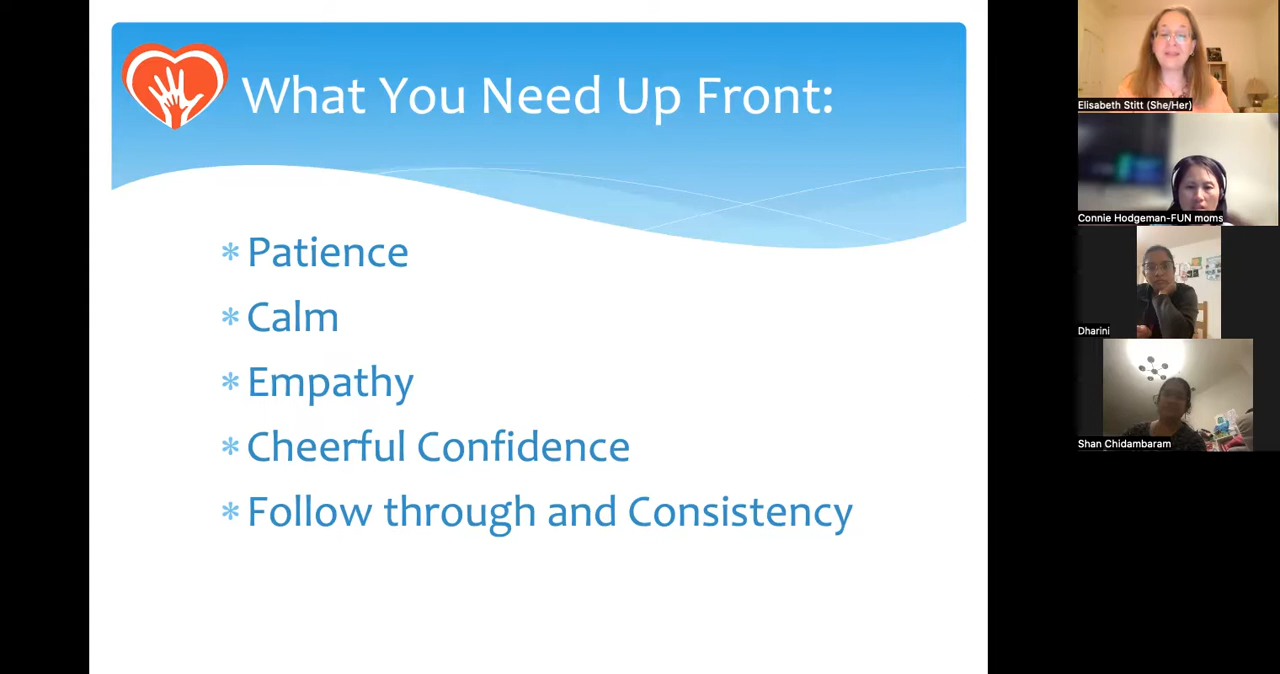 What You Need Up Front:
* Patience
* Calm
* Empathy
* Cheerful Confidence
* Follow through and Consistency
Elisabeth Stitt (She/Her)
Connie Hodgeman-FUN moms
Dharini
Shan Chidambaram